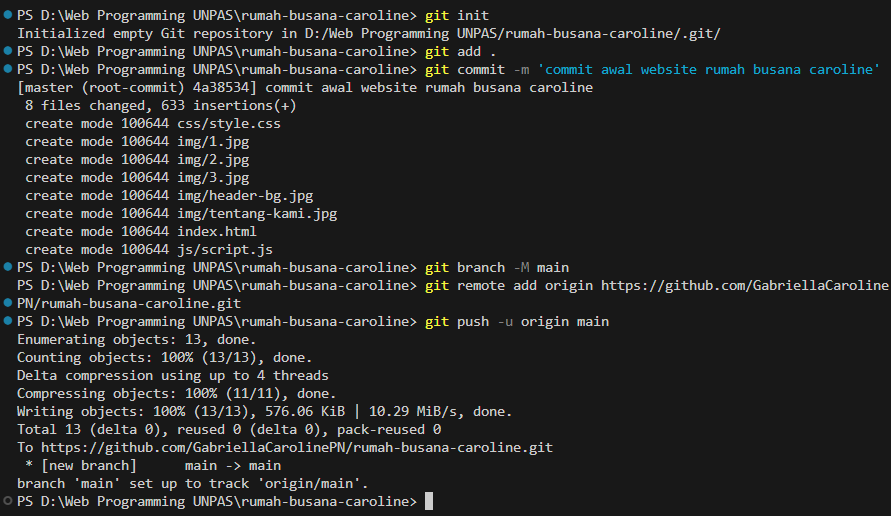 PS D:\Web Programming UNPAS\rumah-busana-caroline> git init
Initialized empty Git repository in D:/Web Programming UNPAS/rumah-busana-caroline/.git/
PS D:\Web Programming UNPAS\rumah-busana-caroline> git add .
PS D:\Web Programming UNPAS\rumah-busana-caroline> git commit -m 'commit awal website rumah busana caroline'
[master (root-commit) 4a38534] commit awal website rumah busana caroline
 8 files changed, 633 insertions(+)
 create mode 100644 css/style.css
 create mode 100644 img/1.jpg
 create mode 100644 img/2.jpg
 create mode 100644 img/3.jpg
 create mode 100644 img/header-bg.jpg
 create mode 100644 img/tentang-kami.jpg
 create mode 100644 index.html
 create mode 100644 js/script.js
PS D:\Web Programming UNPAS\rumah-busana-caroline> git branch -M main
PS D:\Web Programming UNPAS\rumah-busana-caroline> git remote add origin https://github.com/GabriellaCaroline
PN/rumah-busana-caroline.git
PS D:\Web Programming UNPAS\rumah-busana-caroline> git push -u origin main
Enumerating objects: 13, done.
Counting objects: 100% (13/13), done.
Delta compression using up to 4 threads
Compressing objects: 100% (11/11), done.
Writing objects: 100% (13/13), 576.06 KiB | 10.29 MiB/s, done.
Total 13 (delta 0), reused 0 (delta 0), pack-reused 0
To https://github.com/GabriellaCarolinePN/rumah-busana-caroline.git
 * [new branch]      main -> main
branch 'main' set up to track 'origin/main'.
PS D:\Web Programming UNPAS\rumah-busana-caroline>